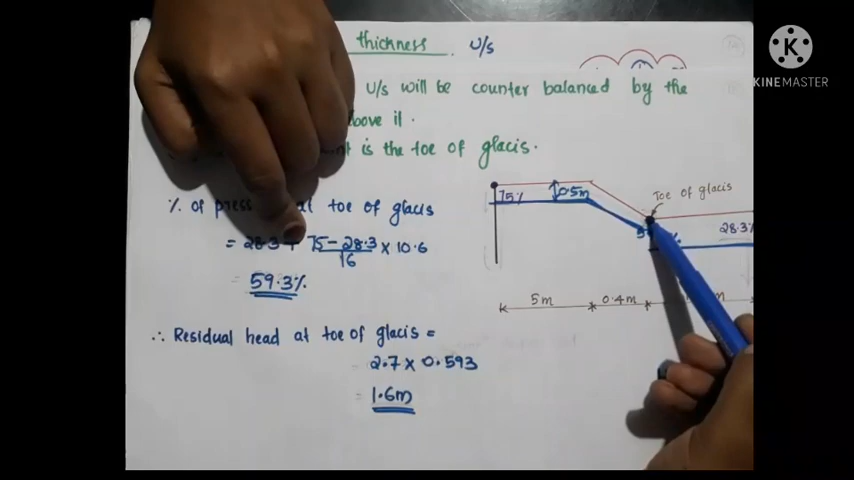 thickness . U/s
U/s will be counter balanced by the
above it .
is the toe of glacis.
% of at toe of glacis
= 28.3 + 75 - 28.3 / 16 × 10.6
= 59.3%
∴ Residual head at toe of glacis =
2.7 × 0.593
= 1.6m
75%
0.5m
Toe of glacis
28.3%
5m
0.4m
m
K
KINEMASTER